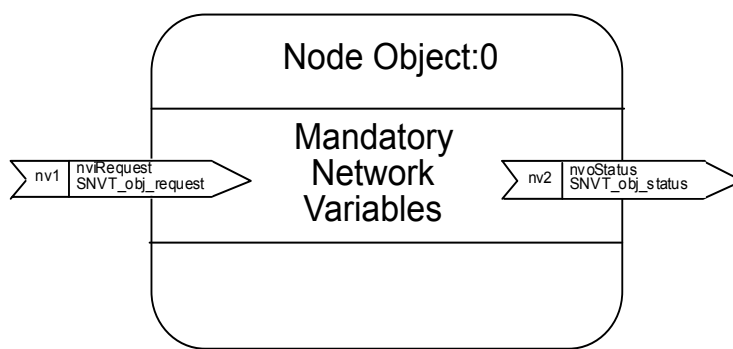 Node Object:0
Mandatory
Network
Variables
nv1
nviRequest
SNVT_obj_request
nv2
nvoStatus
SNVT_obj_status